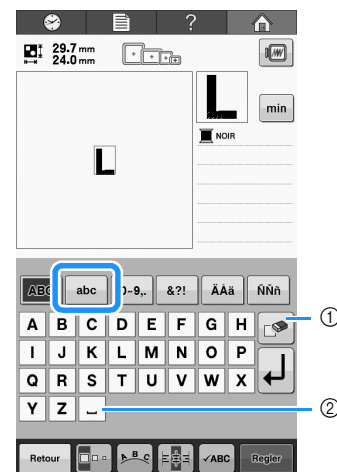 ?
29.7 mm
24.0 mm
L
min
NOIR
L
ABC abc 0~9,. &?! ÄÅä ÑÑñ
A B C D E F G H ①
I J K L M N O P
Q R S T U V W X
Y Z ②
Retour A B C ✓ABC Regler